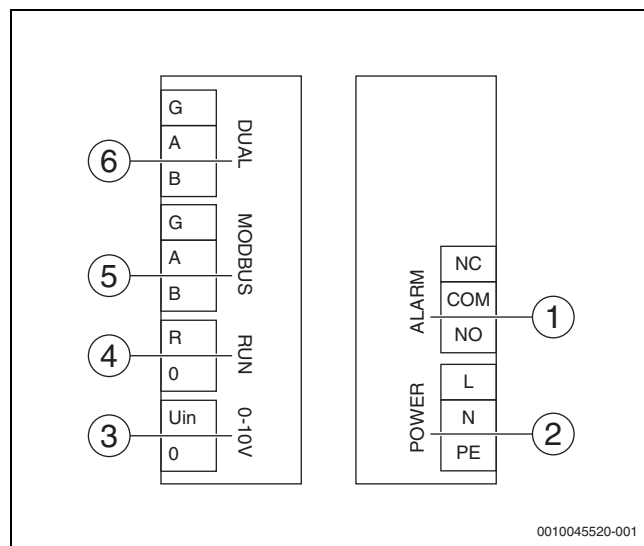 G
A
B
DUAL
6
G
A
B
MODBUS
5
R
0
RUN
4
Uin
0
0-10V
3
NC
COM
NO
ALARM
1
L
N
PE
POWER
2
0010045520-001